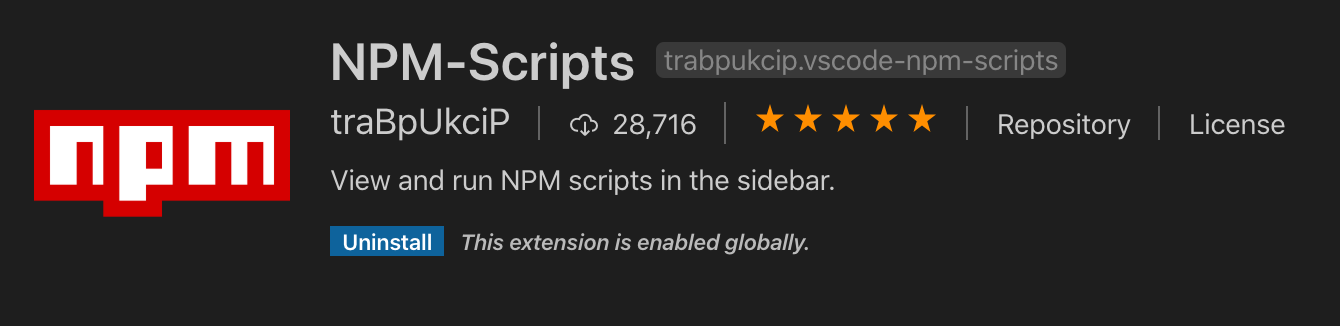 npm
NPM-Scripts trabpukcip.vscode-npm-scripts
traBpUkciP 28,716 Repository License
View and run NPM scripts in the sidebar.
Uninstall This extension is enabled globally.